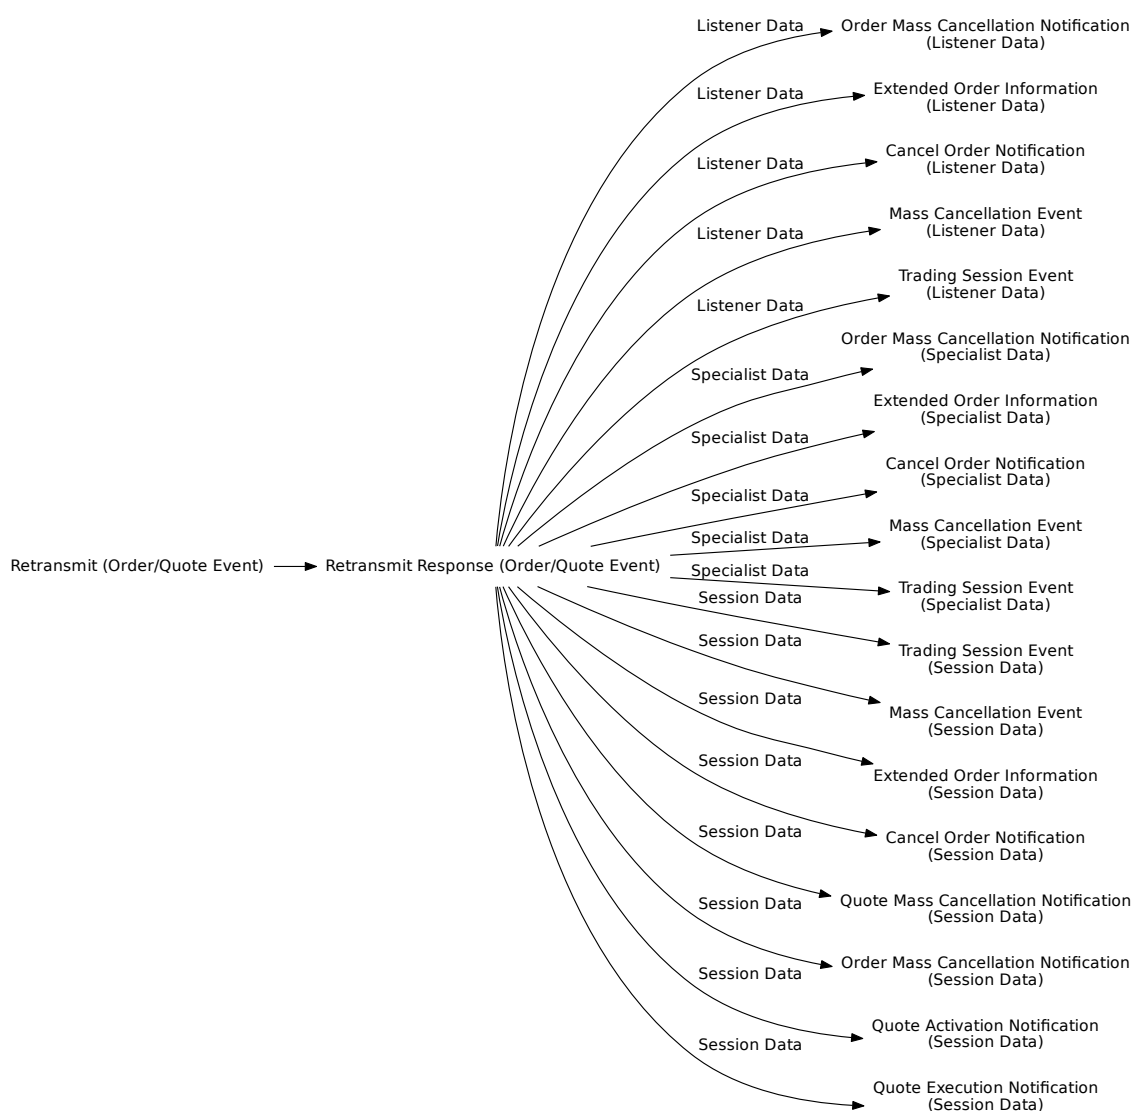 Listener Data
Order Mass Cancellation Notification
(Listener Data)
Listener Data
Extended Order Information
(Listener Data)
Listener Data
Cancel Order Notification
(Listener Data)
Listener Data
Mass Cancellation Event
(Listener Data)
Listener Data
Trading Session Event
(Listener Data)
Specialist Data
Order Mass Cancellation Notification
(Specialist Data)
Specialist Data
Extended Order Information
(Specialist Data)
Specialist Data
Cancel Order Notification
(Specialist Data)
Specialist Data
Mass Cancellation Event
(Specialist Data)
Retransmit (Order/Quote Event)
Retransmit Response (Order/Quote Event)
Specialist Data
Trading Session Event
(Specialist Data)
Session Data
Trading Session Event
(Session Data)
Session Data
Mass Cancellation Event
(Session Data)
Session Data
Extended Order Information
(Session Data)
Session Data
Cancel Order Notification
(Session Data)
Session Data
Quote Mass Cancellation Notification
(Session Data)
Session Data
Order Mass Cancellation Notification
(Session Data)
Session Data
Quote Activation Notification
(Session Data)
Session Data
Quote Execution Notification
(Session Data)